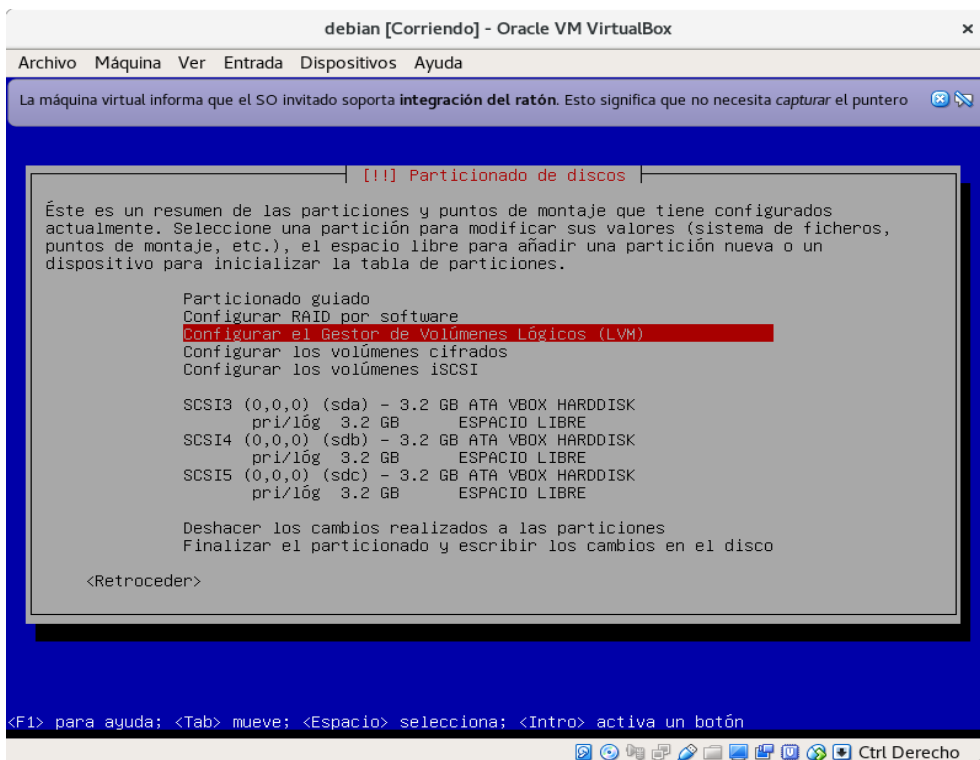 debian [Corriendo] - Oracle VM VirtualBox
Archivo Máquina Ver Entrada Dispositivos Ayuda
La máquina virtual informa que el SO invitado soporta integración del ratón. Esto significa que no necesita capturar el puntero
[!!] Particionado de discos
Éste es un resumen de las particiones y puntos de montaje que tiene configurados
actualmente. Seleccione una partición para modificar sus valores (sistema de ficheros,
puntos de montaje, etc.), el espacio libre para añadir una partición nueva o un
dispositivo para inicializar la tabla de particiones.
Particionado guiado
Configurar RAID por software
Configurar el Gestor de Volúmenes Lógicos (LVM)
Configurar los volúmenes cifrados
Configurar los volúmenes iSCSI
SCSI3 (0,0,0) (sda) - 3.2 GB ATA VBOX HARDDISK
pri/lóg 3.2 GB ESPACIO LIBRE
SCSI4 (0,0,0) (sdb) - 3.2 GB ATA VBOX HARDDISK
pri/lóg 3.2 GB ESPACIO LIBRE
SCSI5 (0,0,0) (sdc) - 3.2 GB ATA VBOX HARDDISK
pri/lóg 3.2 GB ESPACIO LIBRE
Deshacer los cambios realizados a las particiones
Finalizar el particionado y escribir los cambios en el disco
<Retroceder>
<F1> para ayuda; <Tab> mueve; <Espacio> selecciona; <Intro> activa un botón
Ctrl Derecho